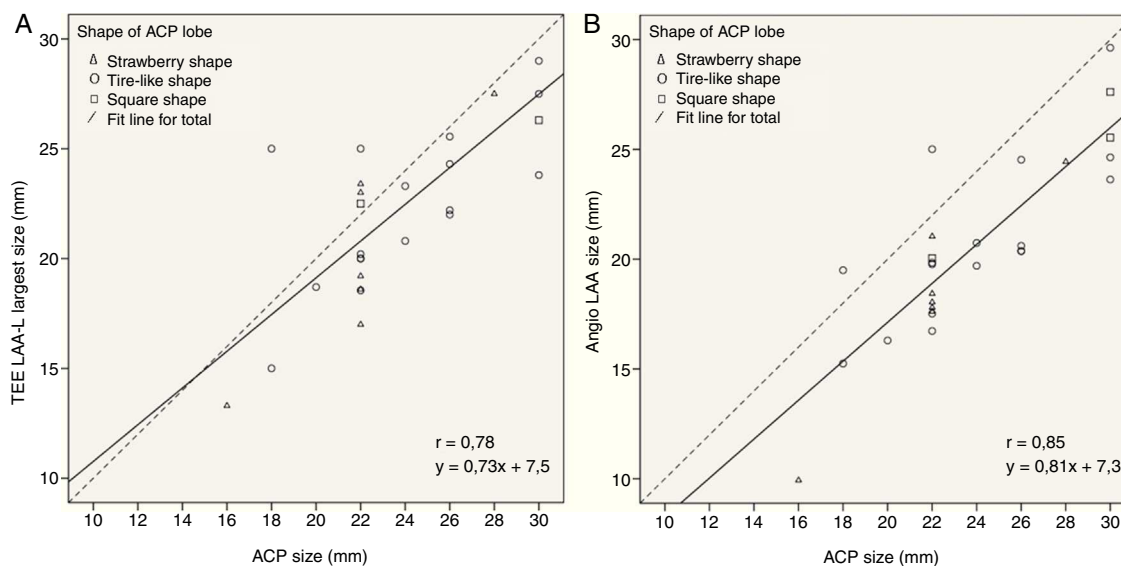 A
Shape of ACP lobe
Strawberry shape
Tire-like shape
Square shape
Fit line for total
30
25
20
15
10
TEE LAA-L largest size (mm)
r = 0,78
y = 0,73x + 7,5
10 12 14 16 18 20 22 24 26 28 30
ACP size (mm)
B
Shape of ACP lobe
Strawberry shape
Tire-like shape
Square shape
Fit line for total
30
25
20
15
10
Angio LAA size (mm)
r = 0,85
y = 0,81x + 7,3
10 12 14 16 18 20 22 24 26 28 30
ACP size (mm)